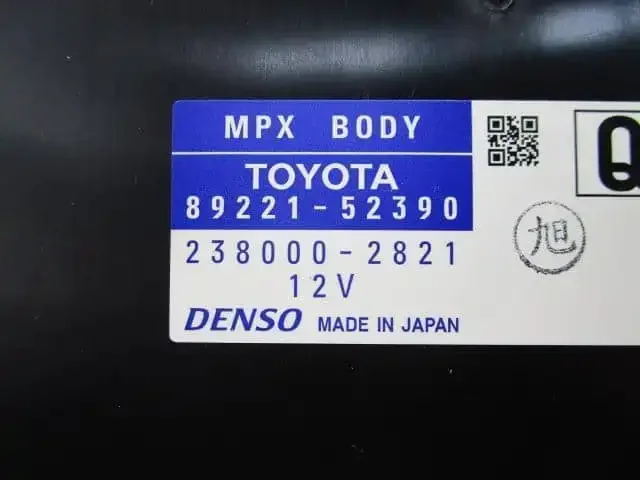 MPX BODY
TOYOTA
89221-52390
238000-2821
12V
DENSO MADE IN JAPAN
旭